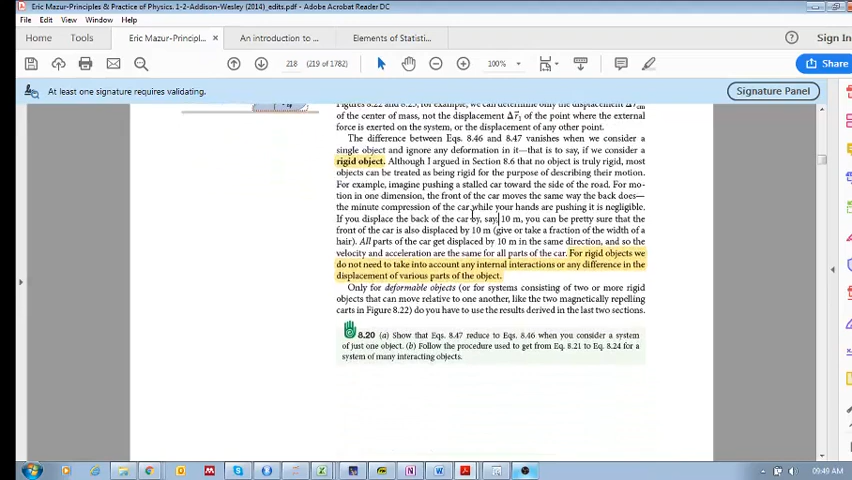 Eric Mazur-Principles & Practice of Physics. 1-2-Addison-Wesley (2014)_edits.pdf - Adobe Acrobat Reader DC
File Edit View Window Help
Home Tools Eric Mazur-Principl... × An introduction to ... Elements of Statisti... Sign In
218 (219 of 1782) 100% Share
At least one signature requires validating. Signature Panel
of the center of mass, not the displacement Δr⃗1 of the point where the external
force is exerted on the system, or the displacement of any other point.
The difference between Eqs. 8.46 and 8.47 vanishes when we consider a
single object and ignore any deformation in it—that is to say, if we consider a
rigid object. Although I argued in Section 8.6 that no object is truly rigid, most
objects can be treated as being rigid for the purpose of describing their motion.
For example, imagine pushing a stalled car toward the side of the road. For mo-
tion in one dimension, the front of the car moves the same way the back does—
the minute compression of the car while your hands are pushing it is negligible.
If you displace the back of the car by, say, 10 m, you can be pretty sure that the
front of the car is also displaced by 10 m (give or take a fraction of the width of a
hair). All parts of the car get displaced by 10 m in the same direction, and so the
velocity and acceleration are the same for all parts of the car. For rigid objects we
do not need to take into account any internal interactions or any difference in the
displacement of various parts of the object.
Only for deformable objects (or for systems consisting of two or more rigid
objects that can move relative to one another, like the two magnetically repelling
carts in Figure 8.22) do you have to use the results derived in the last two sections.
8.20 (a) Show that Eqs. 8.47 reduce to Eqs. 8.46 when you consider a system
of just one object. (b) Follow the procedure used to get from Eq. 8.21 to Eq. 8.24 for a
system of many interacting objects.
09:49 AM